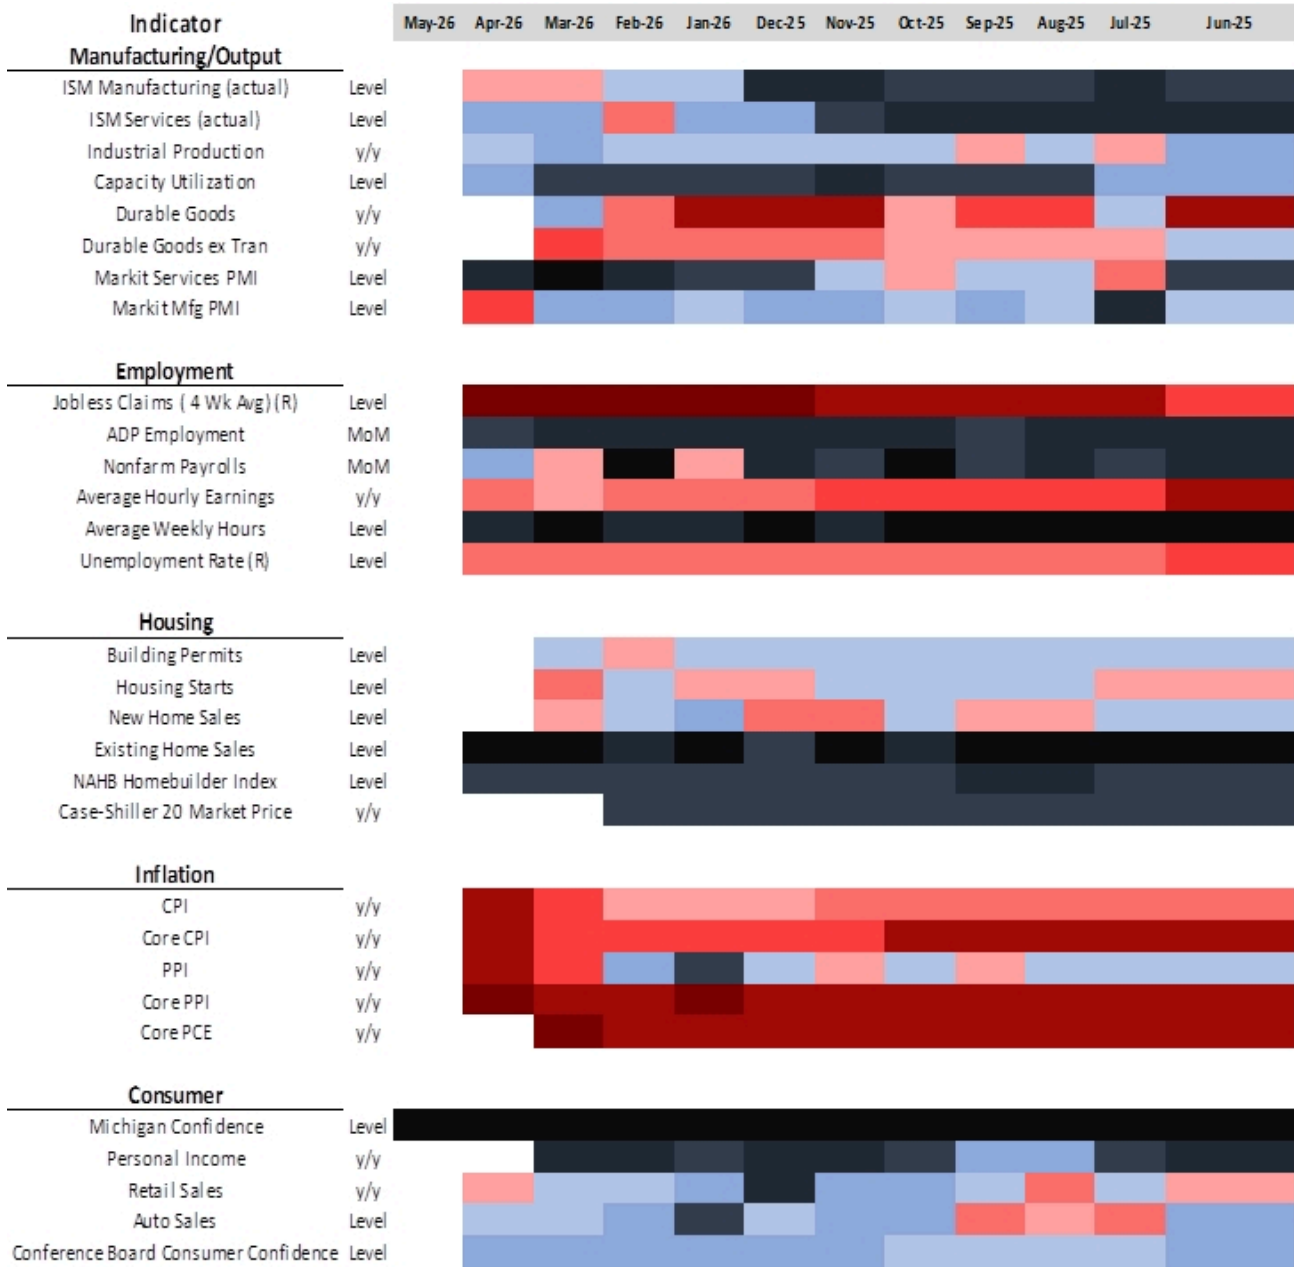 Indicator May-26 Apr-26 Mar-26 Feb-26 Jan-26 Dec-25 Nov-25 Oct-25 Sep-25 Aug-25 Jul-25 Jun-25
Manufacturing/Output
ISM Manufacturing (actual) Level
ISM Services (actual) Level
Industrial Production y/y
Capacity Utilization Level
Durable Goods y/y
Durable Goods ex Tran y/y
Markit Services PMI Level
Markit Mfg PMI Level
Employment
Jobless Claims ( 4 Wk Avg) (R) Level
ADP Employment MoM
Nonfarm Payrolls MoM
Average Hourly Earnings y/y
Average Weekly Hours Level
Unemployment Rate (R) Level
Housing
Building Permits Level
Housing Starts Level
New Home Sales Level
Existing Home Sales Level
NAHB Homebuilder Index Level
Case-Shiller 20 Market Price y/y
Inflation
CPI y/y
Core CPI y/y
PPI y/y
Core PPI y/y
Core PCE y/y
Consumer
Michigan Confidence Level
Personal Income y/y
Retail Sales y/y
Auto Sales Level
Conference Board Consumer Confidence Level